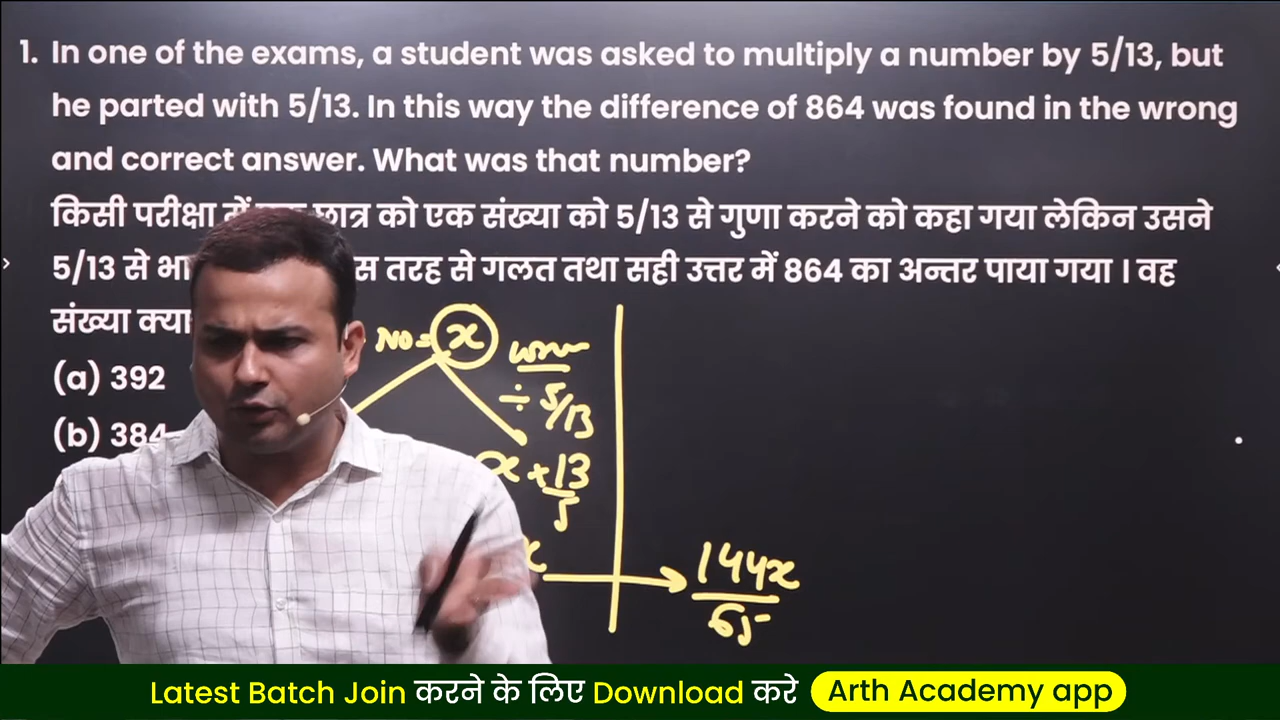 1. In one of the exams, a student was asked to multiply a number by 5/13, but
he parted with 5/13. In this way the difference of 864 was found in the wrong
and correct answer. What was that number?
किसी परीक्षा में छात्र को एक संख्या को 5/13 से गुणा करने को कहा गया लेकिन उसने
5/13 से तरह से गलत तथा सही उत्तर में 864 का अन्तर पाया गया । वह
संख्या क्या
No = x
÷ 5/13
(a) 392
(b) 384
x × 13/5
x
144x/65
Latest Batch Join करने के लिए Download करे Arth Academy app